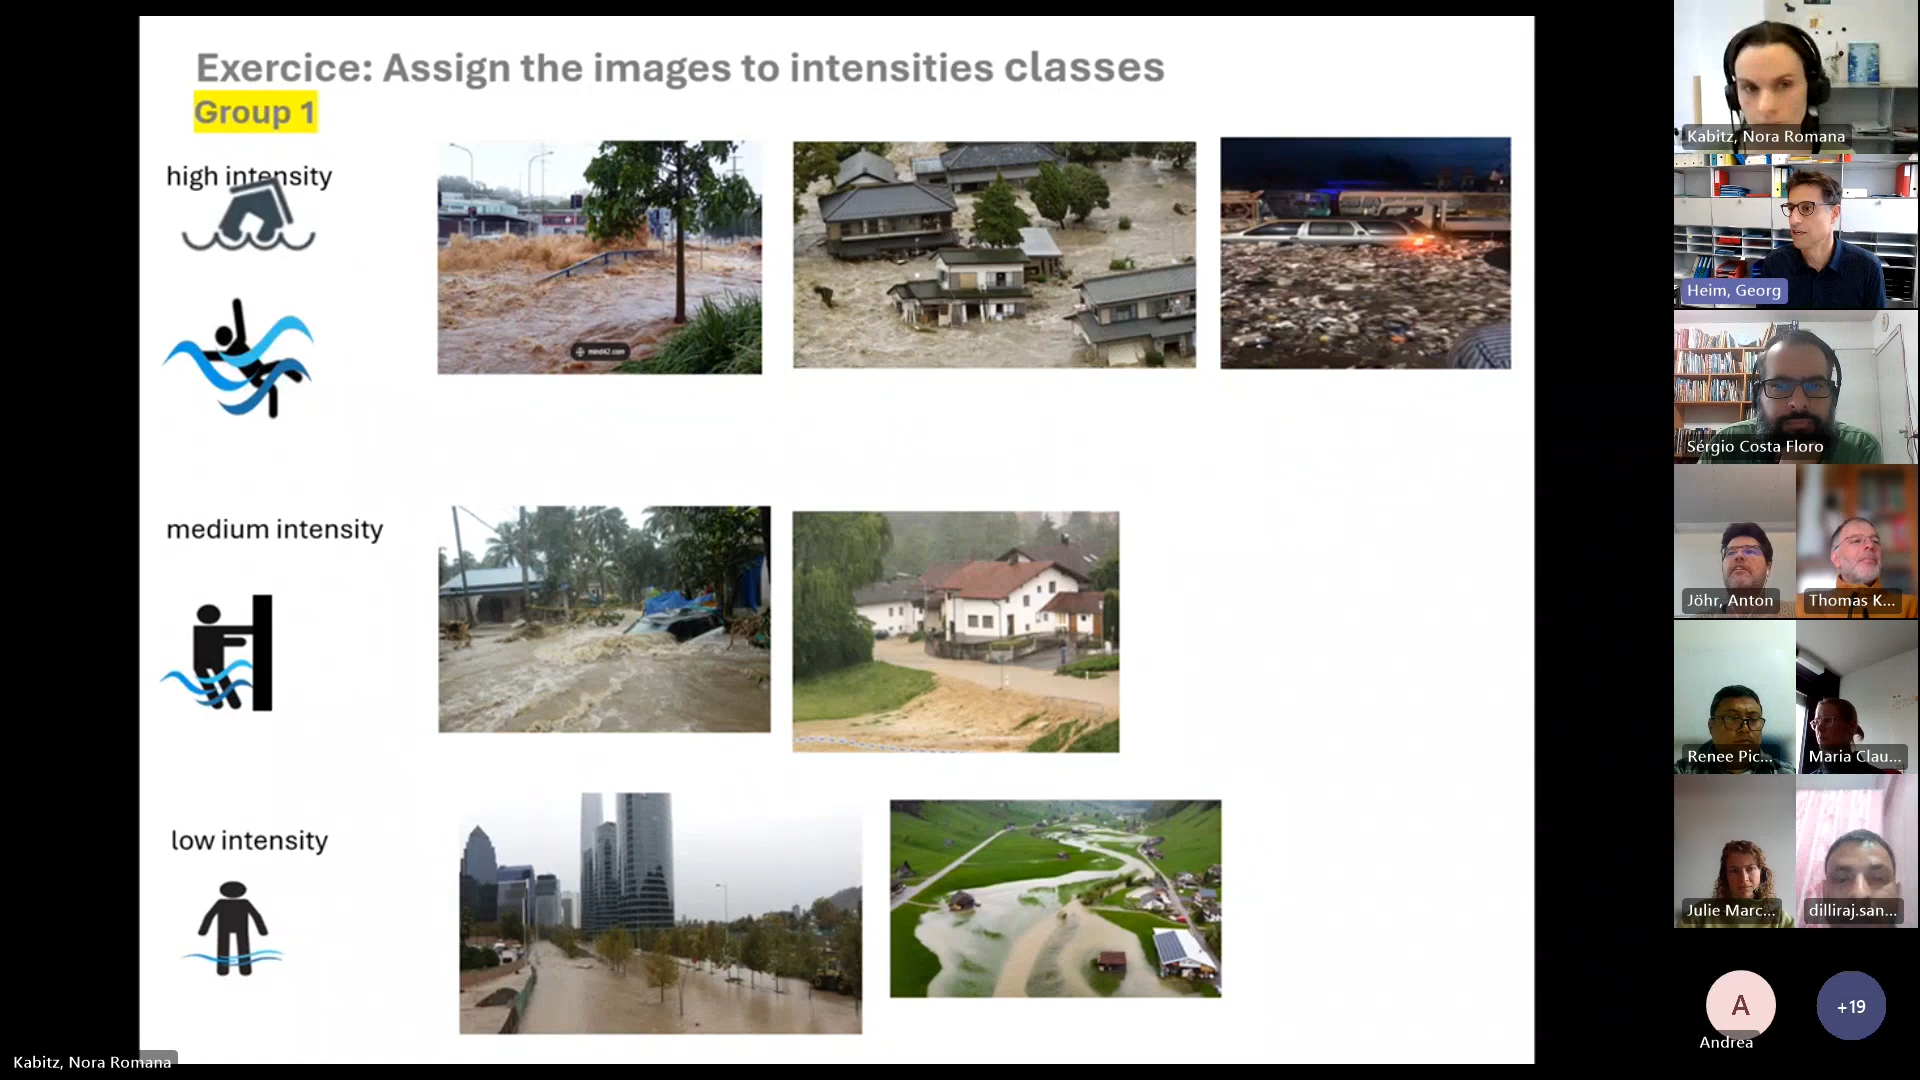 Exercice: Assign the images to intensities classes
Group 1
high intensity
mind42.com
medium intensity
low intensity
Kabitz, Nora Romana
Heim, Georg
Sérgio Costa Floro
Jöhr, Anton
Thomas K...
Renee Pic...
Maria Clau...
Julie Marc...
dilliraj.san...
A
Andrea
+19
Kabitz, Nora Romana